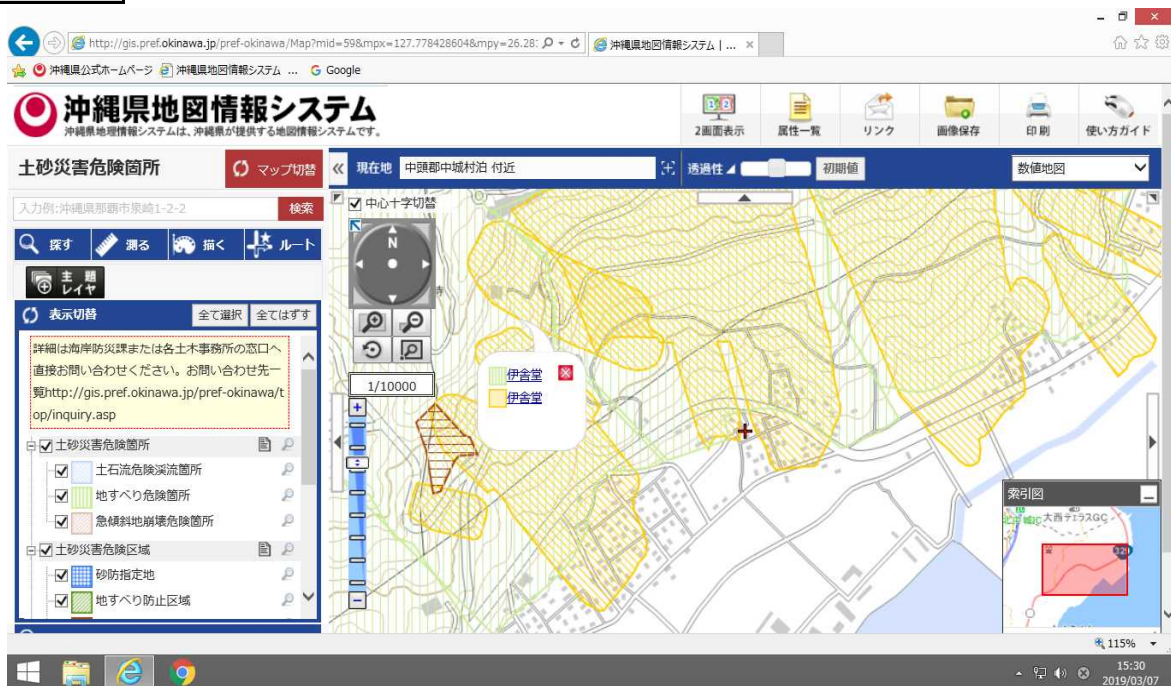 http://gis.pref.okinawa.jp/pref-okinawa/Map?mid=59&mpx=127.778428604&mpy=26.28:
沖縄県地図情報システム | ...
沖縄県公式ホームページ 沖縄県地図情報システム ... Google
沖縄県地図情報システム
沖縄県地理情報システムは、沖縄県が提供する地図情報システムです。
2画面表示 属性一覧 リンク 画像保存 印刷 使い方ガイド
土砂災害危険箇所 マップ切替
現在地 中頭郡中城村泊 付近 透過性 初期値 数値地図
入力例:沖縄県那覇市泉崎1-2-2 検索
中心十字切替
探す 測る 描く ルート
N
主題
レイヤ
表示切替 全て選択 全てはずす
詳細は海岸防災課または各土木事務所の窓口へ
直接お問い合わせください。お問い合わせ先一
覧http://gis.pref.okinawa.jp/pref-okinawa/t
op/inquiry.asp
1/10000
伊舎堂
伊舎堂
土砂災害危険箇所
土石流危険渓流箇所
地すべり危険箇所
急傾斜地崩壊危険箇所
土砂災害危険区域
砂防指定地
地すべり防止区域
索引図
大西テラスGC
329
115%
15:30
2019/03/07